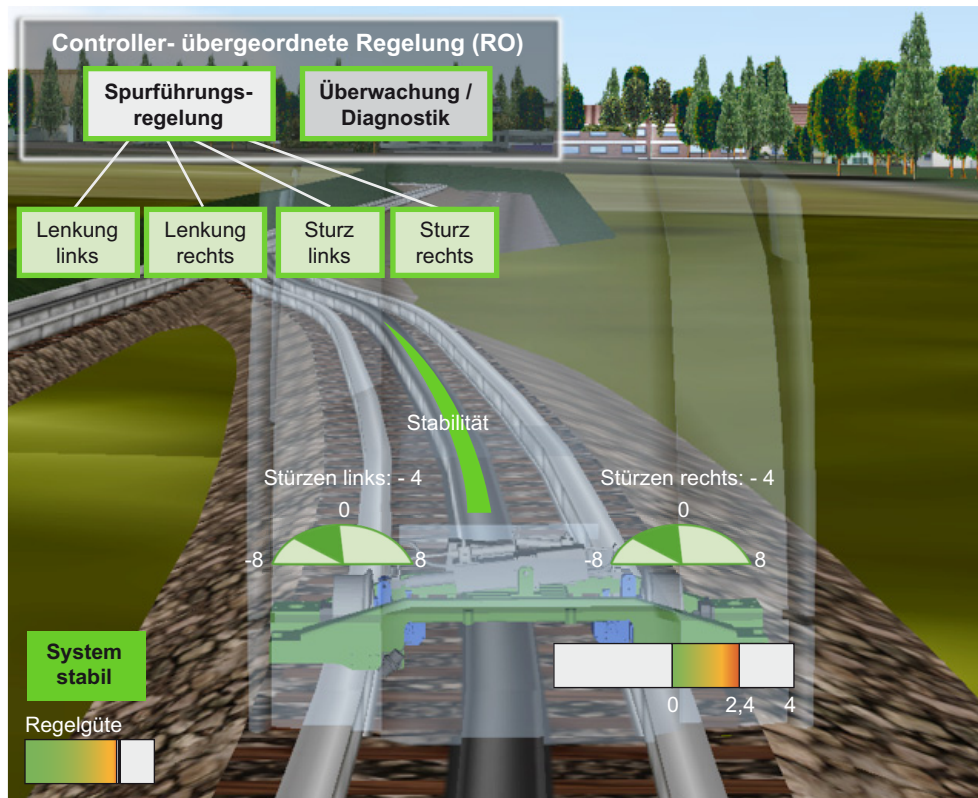 Controller- übergeordnete Regelung (RO)
Spurführungs-
regelung
Überwachung /
Diagnostik
Lenkung
links
Lenkung
rechts
Sturz
links
Sturz
rechts
Stabilität
Stürzen links: - 4
0
-8
8
Stürzen rechts: - 4
0
-8
8
System
stabil
0
2,4
4
Regelgüte